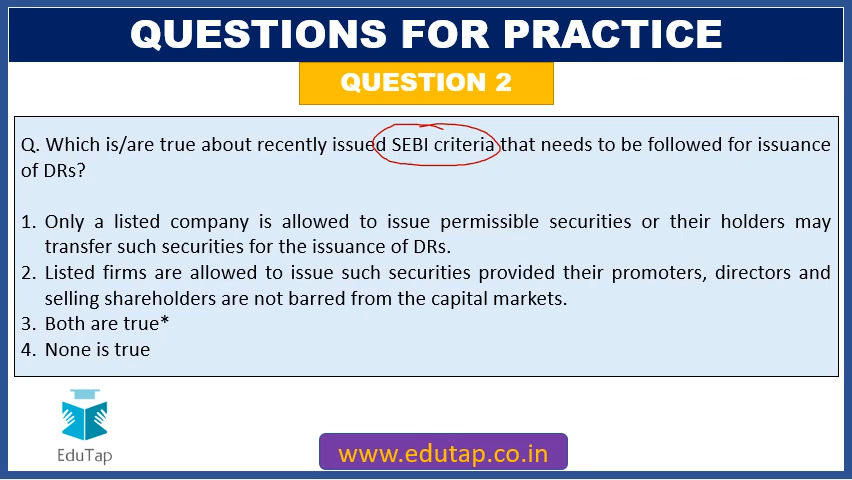 QUESTIONS FOR PRACTICE
QUESTION 2
Q. Which is/are true about recently issued SEBI criteria that needs to be followed for issuance
of DRs?
1. Only a listed company is allowed to issue permissible securities or their holders may
transfer such securities for the issuance of DRs.
2. Listed firms are allowed to issue such securities provided their promoters, directors and
selling shareholders are not barred from the capital markets.
3. Both are true*
4. None is true
EduTap
www.edutap.co.in